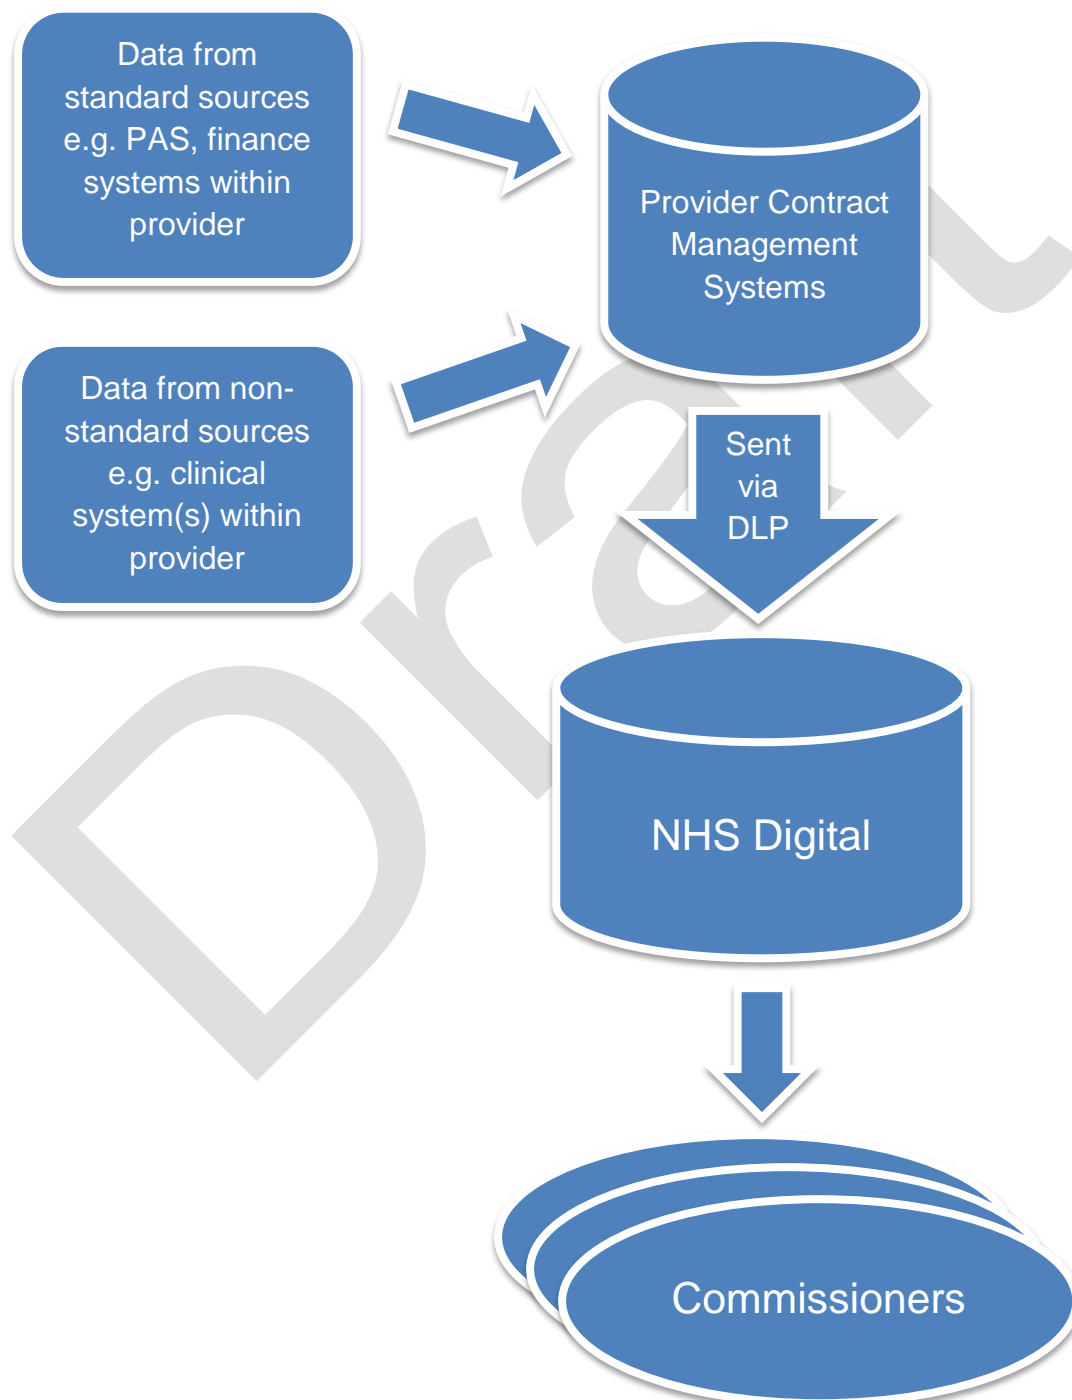 Data from
standard sources
e.g. PAS, finance
systems within
provider
Provider Contract
Management
Systems
Data from non-
standard sources
e.g. clinical
system(s) within
provider
Sent
via
DLP
NHS Digital
Commissioners
Draft